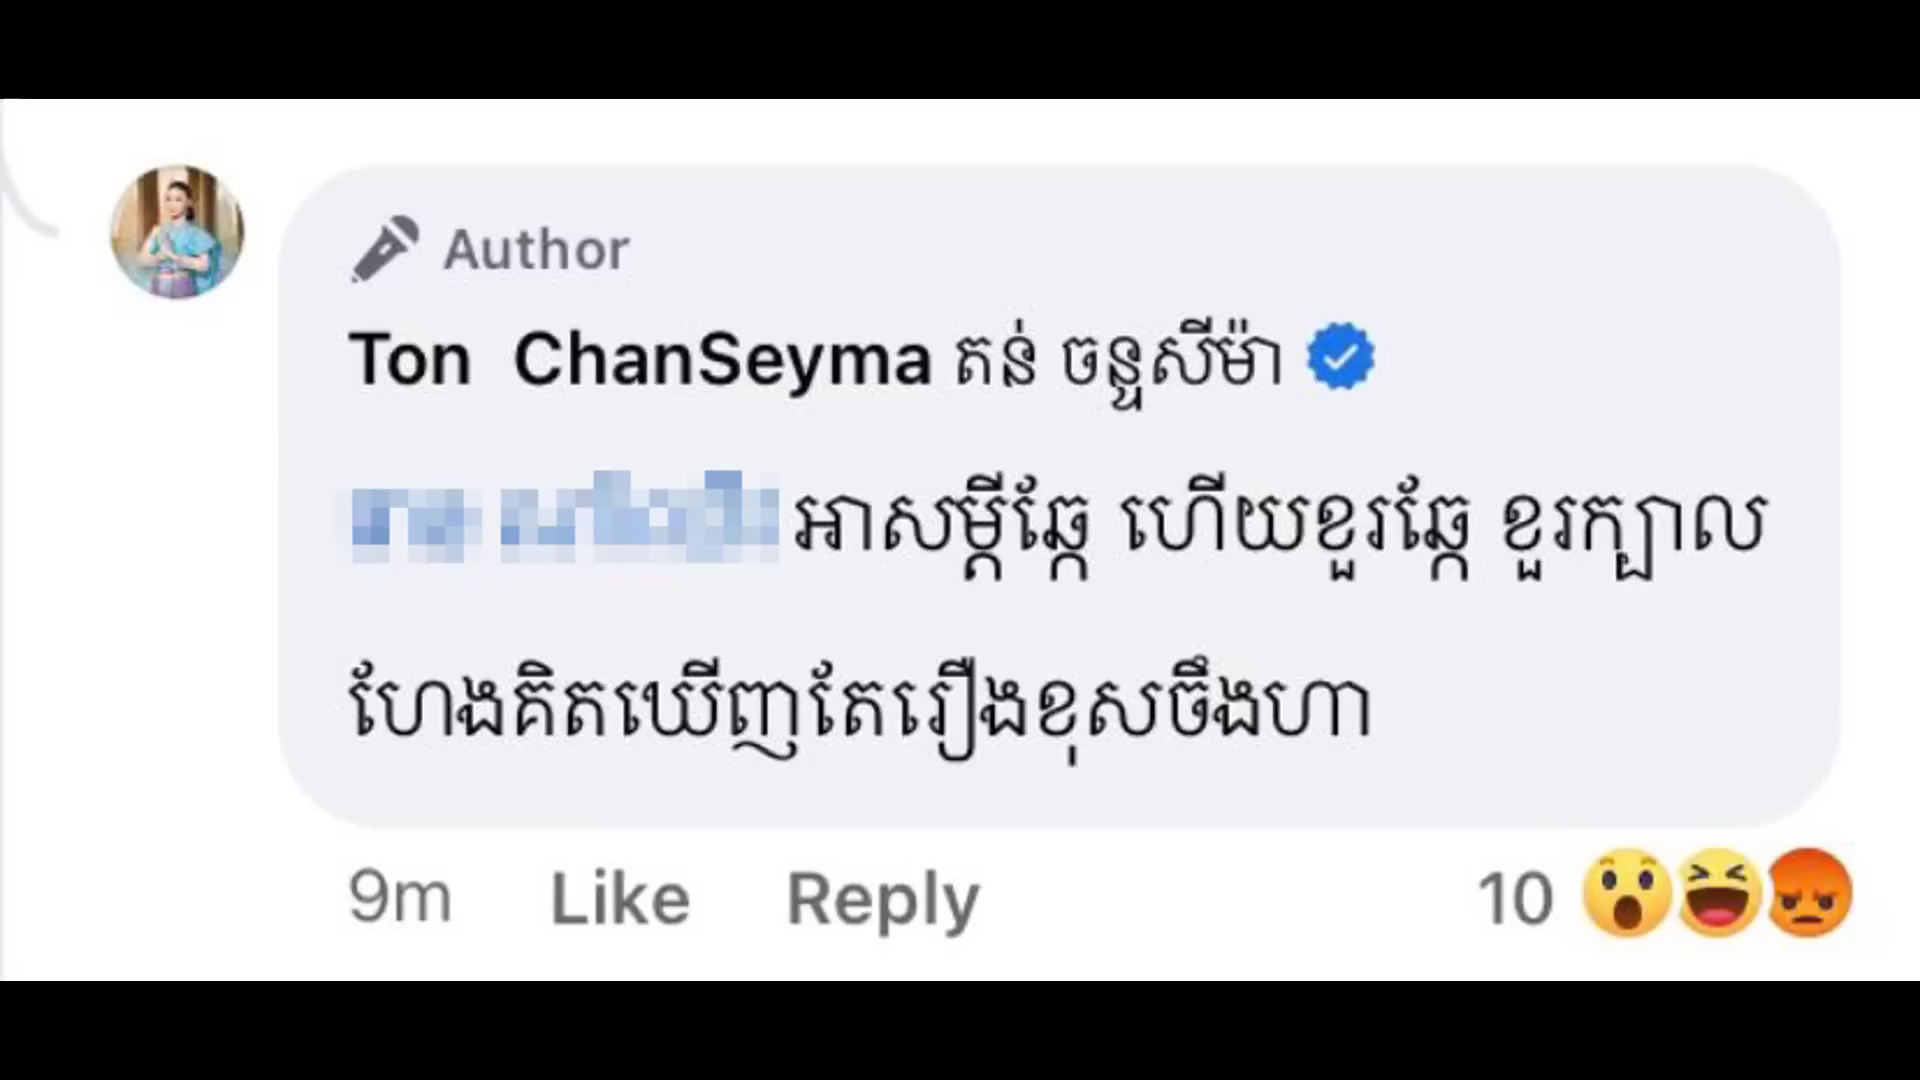 Author
Ton ChanSeyma តន់ ចន្ទសីម៉ា
អាសម្ដីឆ្កែ ហើយខួរឆ្កែ ខួរក្បាល
ហែងគិតឃើញតែរឿងខុសចឹងហា
9m Like Reply 10